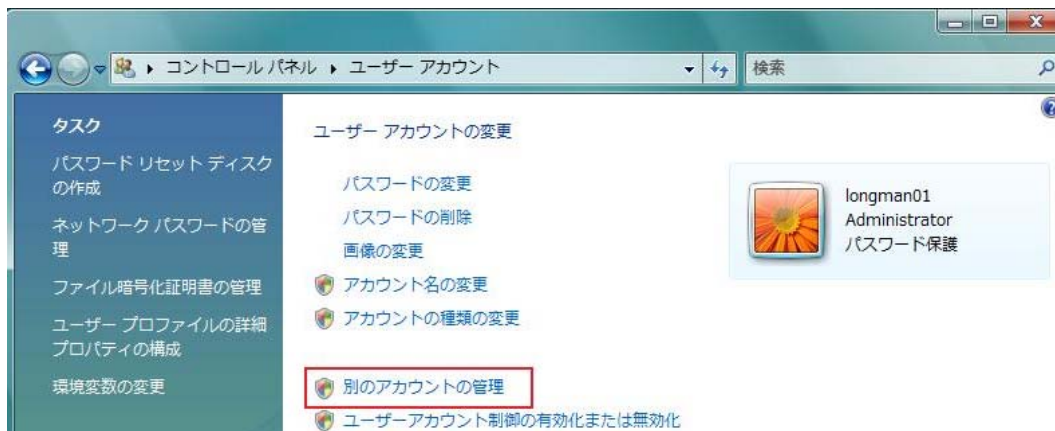 コントロール パネル ▸ ユーザー アカウント
検索
タスク
パスワード リセット ディスク
の作成
ネットワーク パスワードの管
理
ファイル暗号化証明書の管理
ユーザー プロファイルの詳細
プロパティの構成
環境変数の変更
ユーザー アカウントの変更
パスワードの変更
パスワードの削除
画像の変更
アカウント名の変更
アカウントの種類の変更
別のアカウントの管理
ユーザーアカウント制御の有効化または無効化
longman01
Administrator
パスワード保護